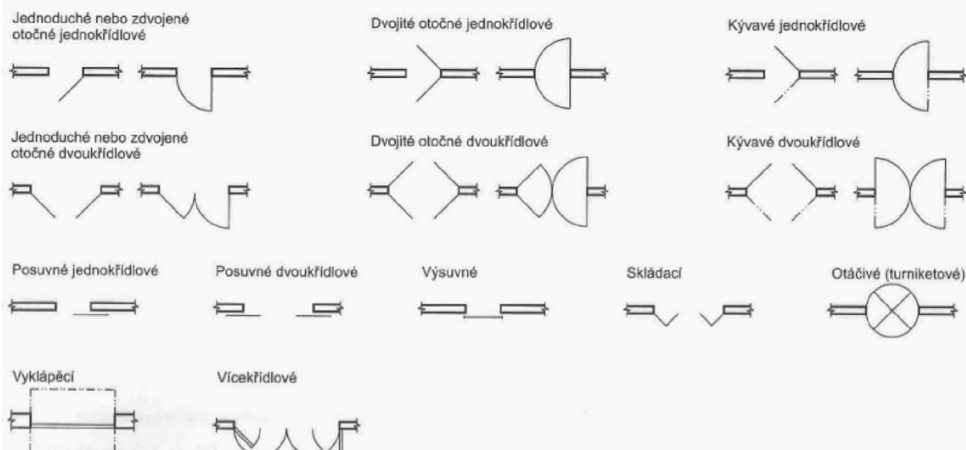 Jednoduché nebo zdvojené
otočné jednokřídlové
Dvojité otočné jednokřídlové
Kývavé jednokřídlové
Jednoduché nebo zdvojené
otočné dvoukřídlové
Dvojité otočné dvoukřídlové
Kývavé dvoukřídlové
Posuvné jednokřídlové
Posuvné dvoukřídlové
Výsuvné
Skládací
Otáčivé (turniketové)
Vyklápěcí
Vícekřídlové